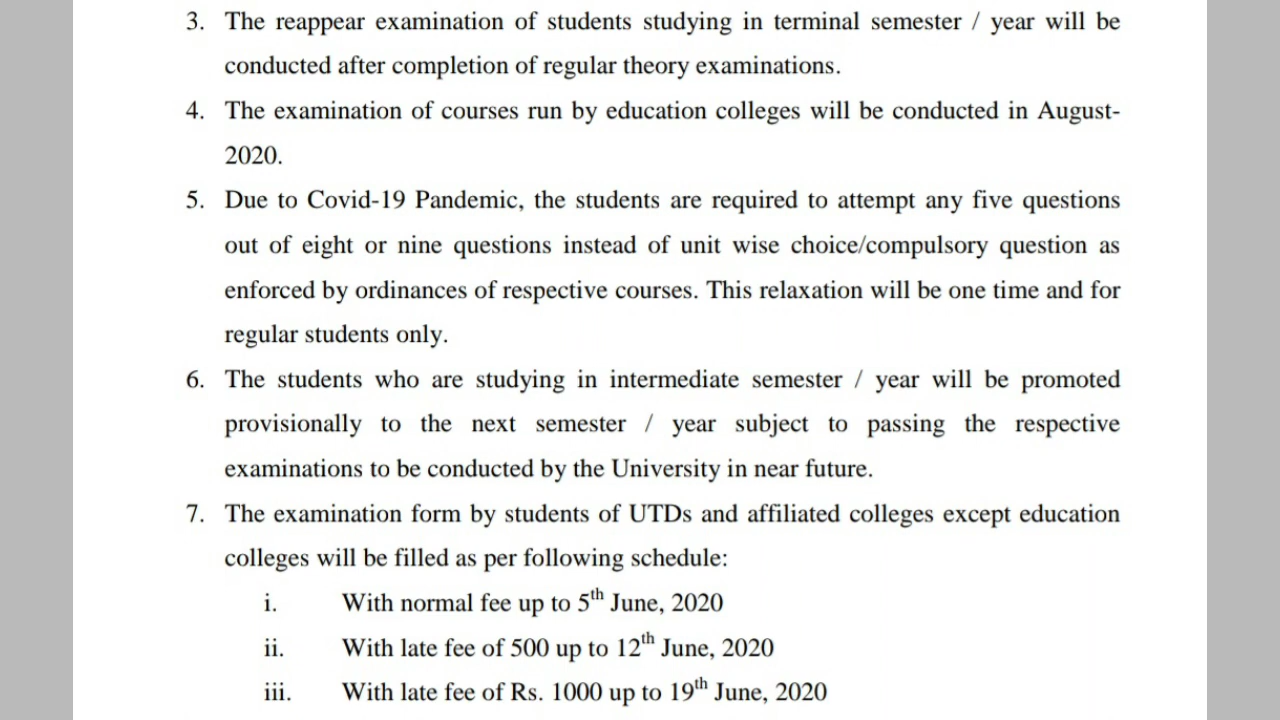 3. The reappear examination of students studying in terminal semester / year will be
conducted after completion of regular theory examinations.
4. The examination of courses run by education colleges will be conducted in August-
2020.
5. Due to Covid-19 Pandemic, the students are required to attempt any five questions
out of eight or nine questions instead of unit wise choice/compulsory question as
enforced by ordinances of respective courses. This relaxation will be one time and for
regular students only.
6. The students who are studying in intermediate semester / year will be promoted
provisionally to the next semester / year subject to passing the respective
examinations to be conducted by the University in near future.
7. The examination form by students of UTDs and affiliated colleges except education
colleges will be filled as per following schedule:
i. With normal fee up to 5th June, 2020
ii. With late fee of 500 up to 12th June, 2020
iii. With late fee of Rs. 1000 up to 19th June, 2020